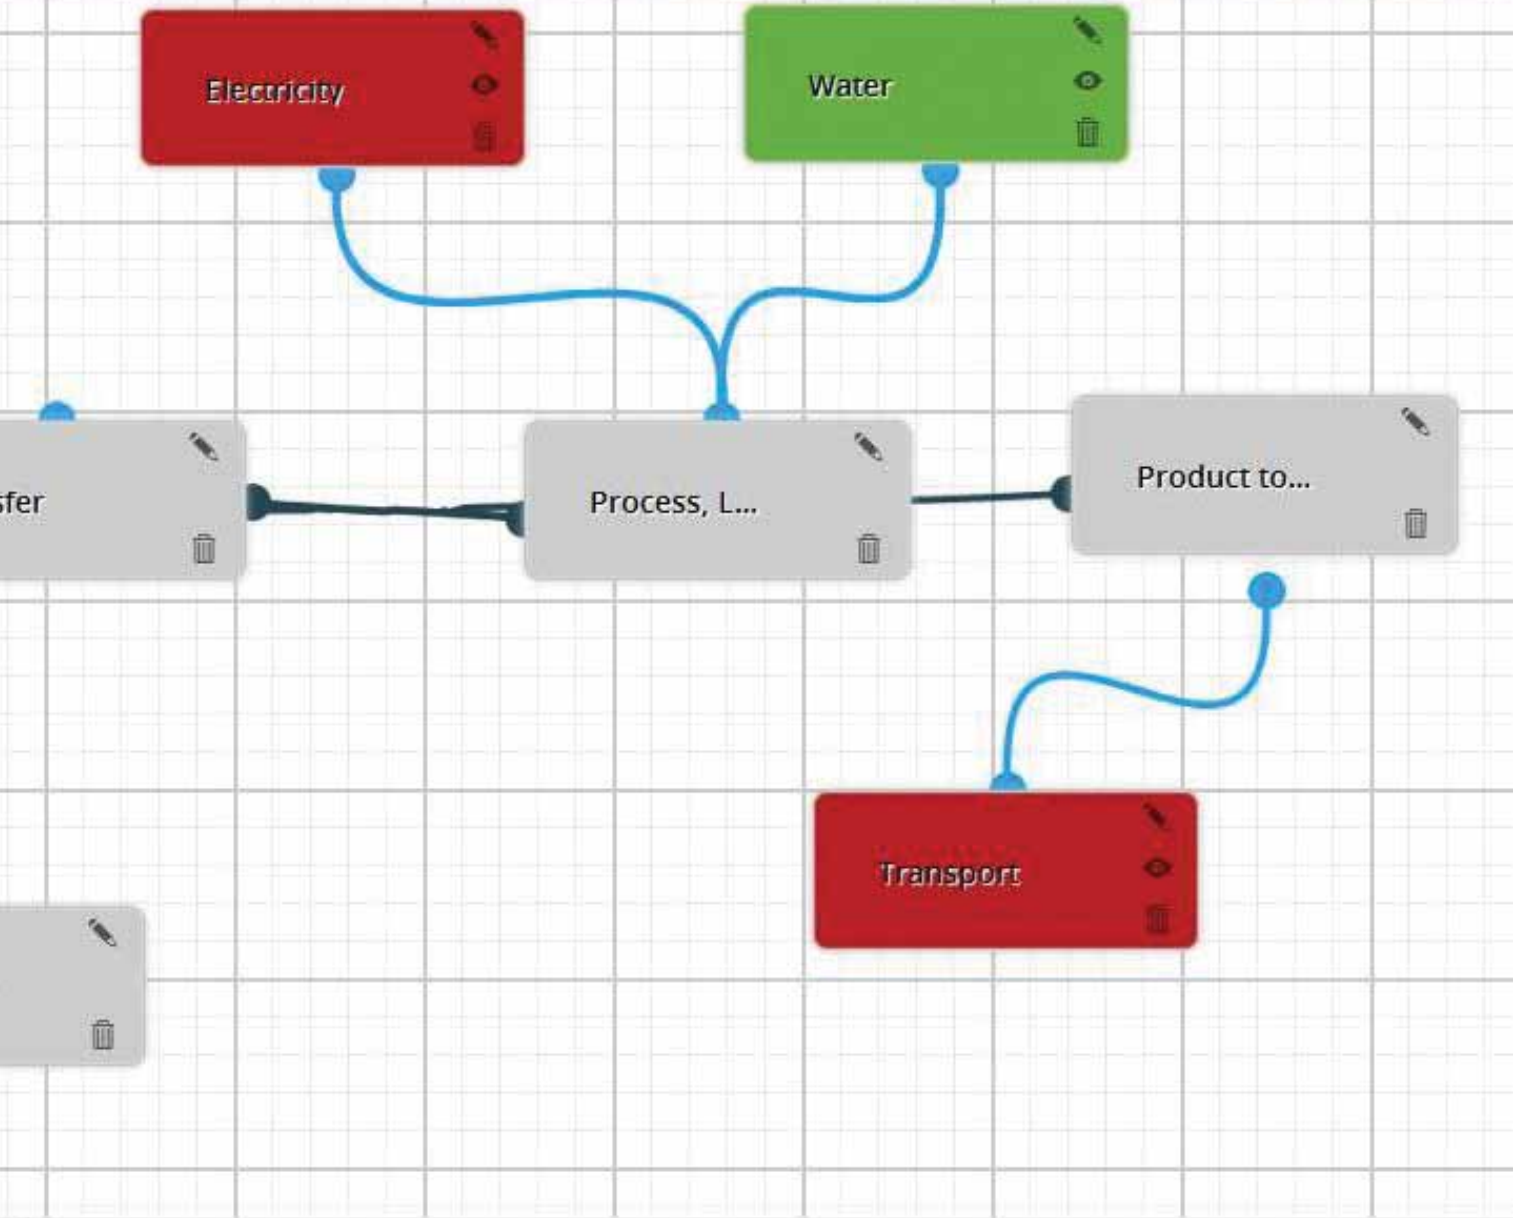 Electricity
Water
sfer
Process, L...
Product to...
Transport